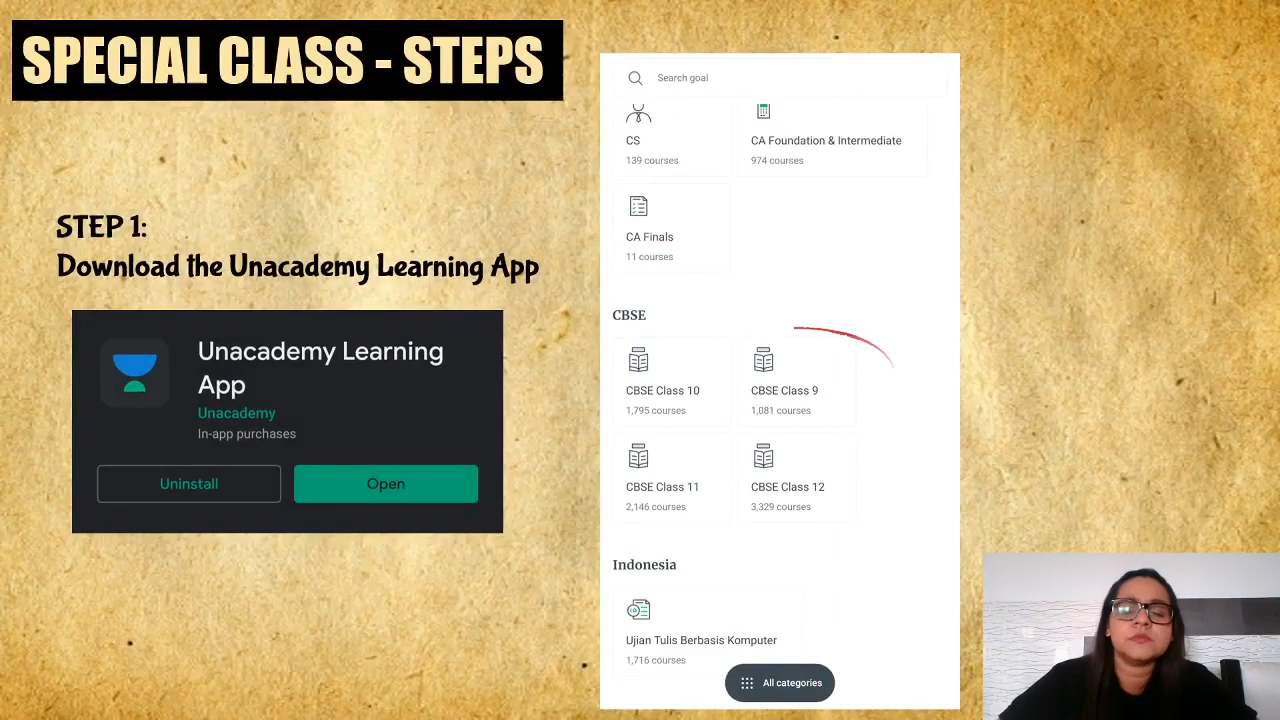 SPECIAL CLASS - STEPS
STEP 1:
Download the Unacademy Learning App
Unacademy Learning
App
Unacademy
In-app purchases
Uninstall
Open
Search goal
CS
139 courses
CA Foundation & Intermediate
974 courses
CA Finals
11 courses
CBSE
CBSE Class 10
1,795 courses
CBSE Class 9
1,081 courses
CBSE Class 11
2,146 courses
CBSE Class 12
3,329 courses
Indonesia
Ujian Tulis Berbasis Komputer
1,716 courses
All categories